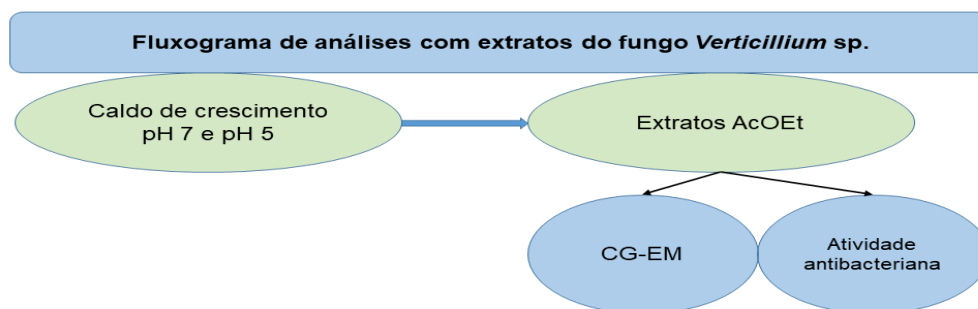 Fluxograma de análises com extratos do fungo Verticillium sp.
Caldo de crescimento
pH 7 e pH 5
Extratos AcOEt
CG-EM
Atividade
antibacteriana